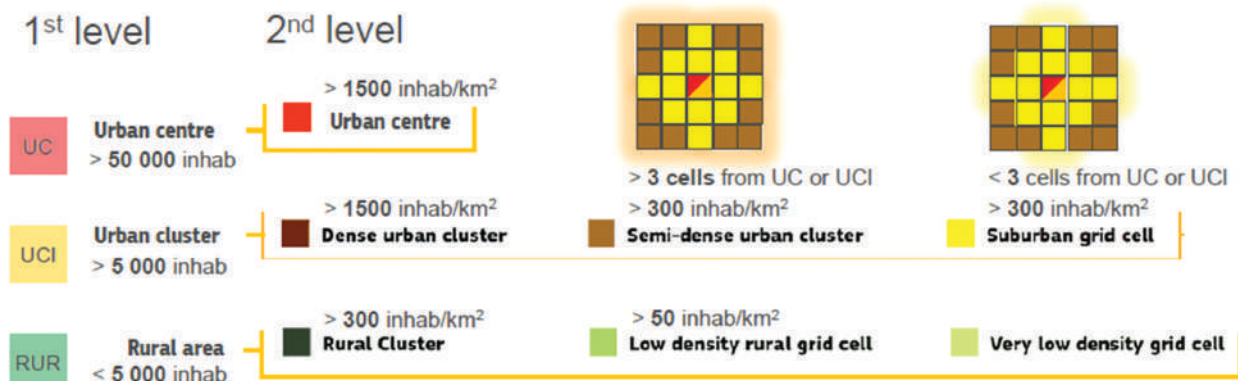 1st level
2nd level
> 1500 inhab/km²
Urban centre
UC
Urban centre
> 50 000 inhab
> 3 cells from UC or UCI
< 3 cells from UC or UCI
> 1500 inhab/km²
> 300 inhab/km²
> 300 inhab/km²
UCI
Urban cluster
> 5 000 inhab
Dense urban cluster
Semi-dense urban cluster
Suburban grid cell
> 300 inhab/km²
> 50 inhab/km²
RUR
Rural area
< 5 000 inhab
Rural Cluster
Low density rural grid cell
Very low density grid cell